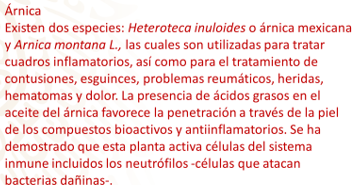 Árnica
Existen dos especies: Heteroteca inuloides o árnica mexicana
y Arnica montana L., las cuales son utilizadas para tratar
cuadros inflamatorios, así como para el tratamiento de
contusiones, esguinces, problemas reumáticos, heridas,
hematomas y dolor. La presencia de ácidos grasos en el
aceite del árnica favorece la penetración a través de la piel
de los compuestos bioactivos y antiinflamatorios. Se ha
demostrado que esta planta activa células del sistema
inmune incluidos los neutrófilos -células que atacan
bacterias dañinas-.